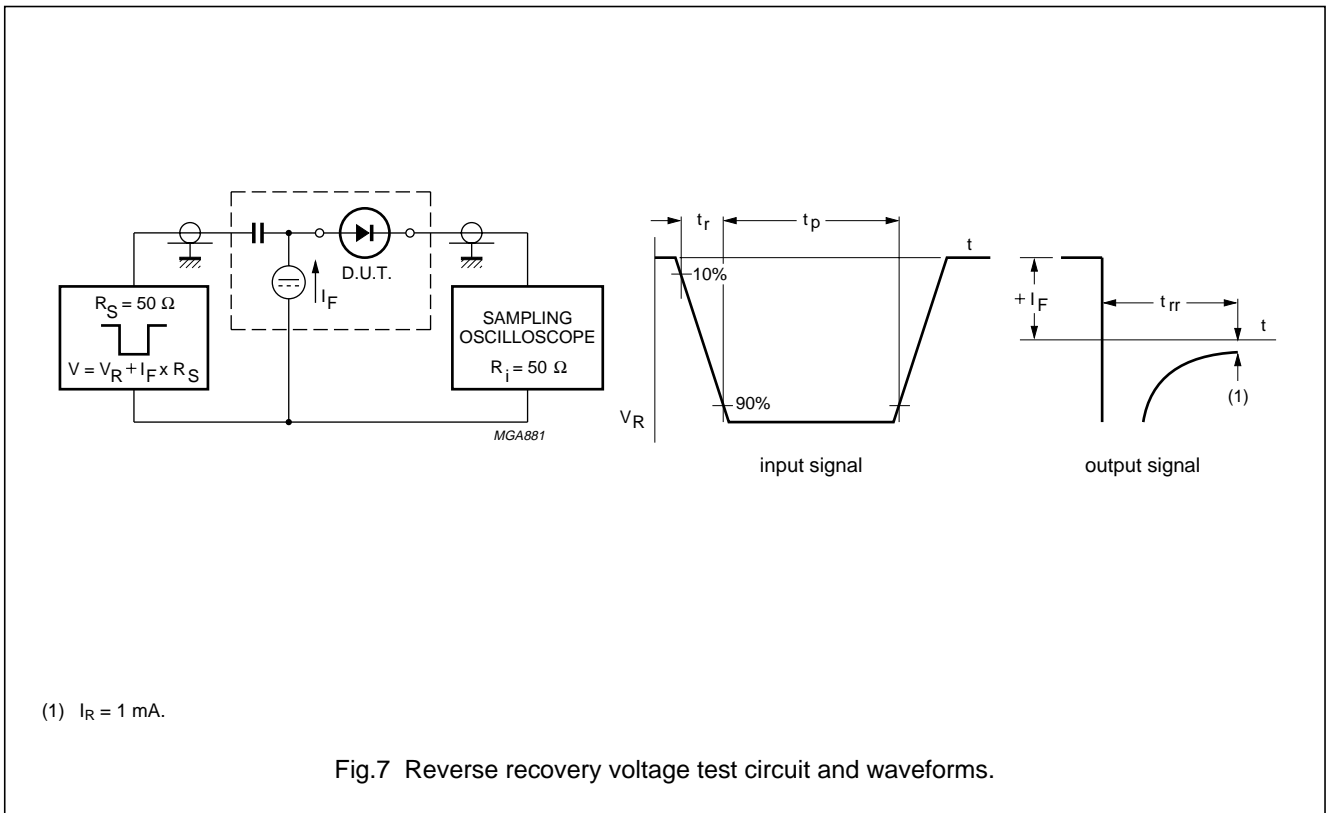 D.U.T.
I_F
R_S = 50 Ω
V = V_R + I_F x R_S
SAMPLING
OSCILLOSCOPE
R_i = 50 Ω
MGA881
t_r
t_p
t
10%
90%
V_R
input signal
+ I_F
t_rr
t
(1)
output signal
(1) I_R = 1 mA.
Fig.7 Reverse recovery voltage test circuit and waveforms.